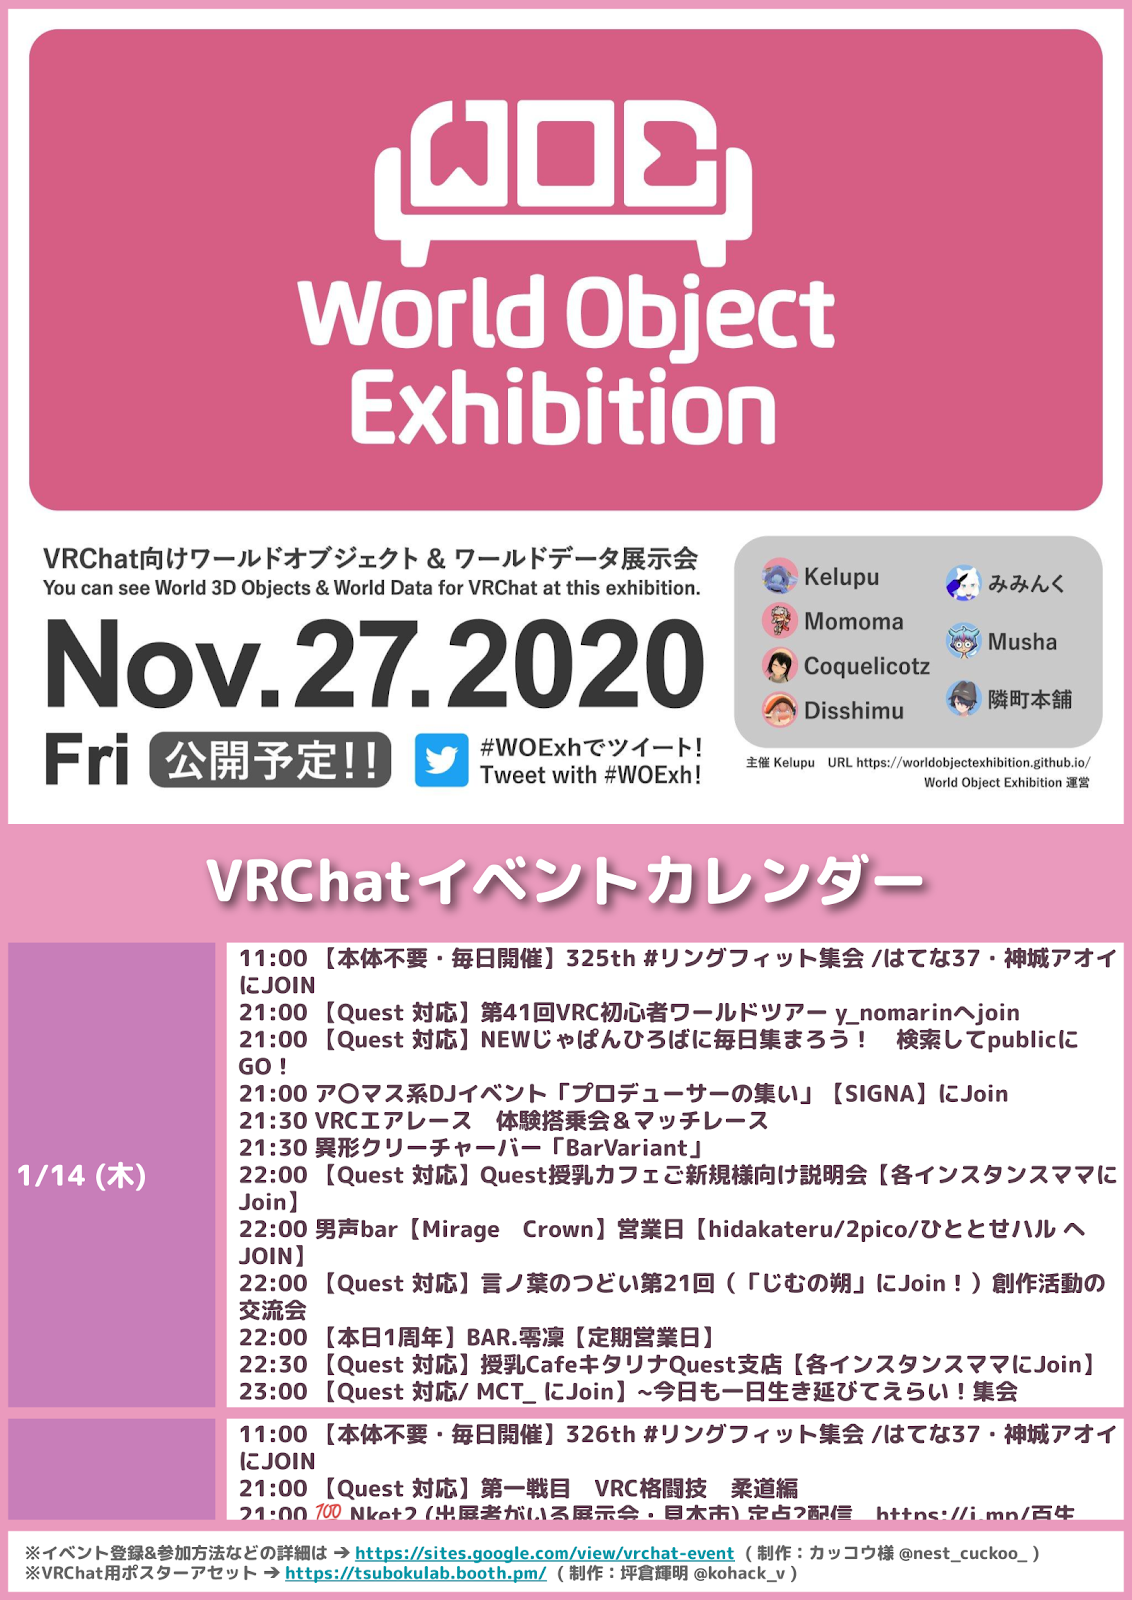 WOE
World Object
Exhibition
VRChat向けワールドオブジェクト & ワールドデータ展示会
You can see World 3D Objects & World Data for VRChat at this exhibition.
Nov.27.2020
Fri 公開予定!! #WOExhでツイート!
Tweet with #WOExh!
Kelupu
Momoma
Coquelicotz
Disshimu
みみんく
Musha
隣町本舗
主催 Kelupu URL https://worldobjectexhibition.github.io/
World Object Exhibition 運営
VRChatイベントカレンダー
1/14 (木)
11:00 【本体不要・毎日開催】325th #リングフィット集会 /はてな37・神城アオイ
にJOIN
21:00 【Quest 対応】第41回VRC初心者ワールドツアー y_nomarinへjoin
21:00 【Quest 対応】NEWじゃぱんひろばに毎日集まろう！　検索してpublicに
GO！
21:00 ア〇マス系DJイベント「プロデューサーの集い」【SIGNA】にJoin
21:30 VRCエアレース　体験搭乗会＆マッチレース
21:30 異形クリーチャーバー「BarVariant」
22:00 【Quest 対応】Quest授乳カフェご新規様向け説明会【各インスタンスママに
Join】
22:00 男声bar【Mirage　Crown】営業日【hidakateru/2pico/ひととせハル へ
JOIN】
22:00 【Quest 対応】言ノ葉のつどい第21回（「じむの朔」にJoin！）創作活動の
交流会
22:00 【本日1周年】BAR.零凜【定期営業日】
22:30 【Quest 対応】授乳CafeキタリナQuest支店【各インスタンスママにJoin】
23:00 【Quest 対応/ MCT_ にJoin】~今日も一日生き延びてえらい！集会
11:00 【本体不要・毎日開催】326th #リングフィット集会 /はてな37・神城アオイ
にJOIN
21:00 【Quest 対応】第一戦目　VRC格闘技　柔道編
21:00 💯 Nket2 (出展者がいる展示会・見本市) 定点?配信　https://j.mp/百生
※イベント登録&参加方法などの詳細は ➔ https://sites.google.com/view/vrchat-event （ 制作：カッコウ様 @nest_cuckoo_ ）
※VRChat用ポスターアセット ➔ https://tsubokulab.booth.pm/ （ 制作：坪倉輝明 @kohack_v ）